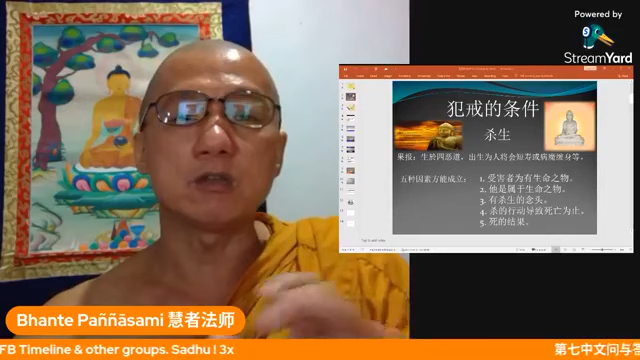 Powered by
StreamYard
犯戒的条件
杀生
果报：生於四恶道，出生为人将会短寿或病魔缠身等。
五种因素方能成立：
1. 受害者为有生命之物。
2. 他是属于生命之物。
3. 有杀生的念头。
4. 杀的行动导致死亡为止。
5. 死的结果。
Bhante Paññāsami 慧者法师
FB Timeline & other groups. Sadhu ! 3x
第七中文问与答